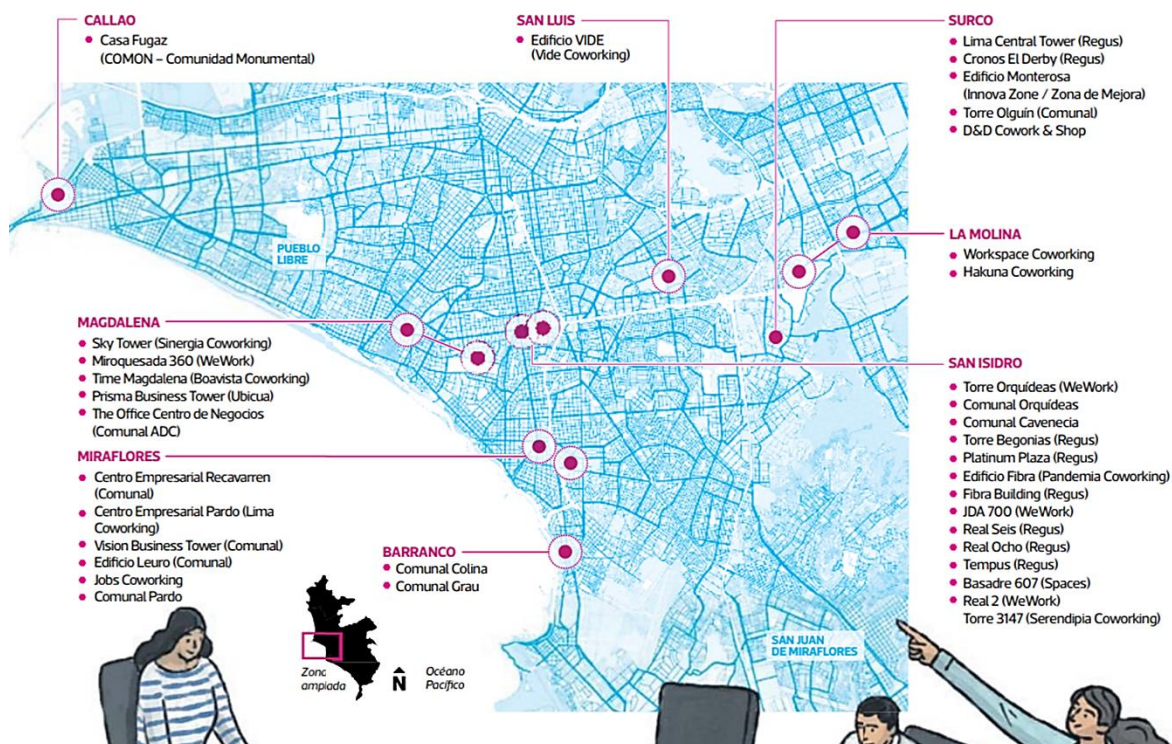 CALLAO
Casa Fugaz
(COMON – Comunidad Monumental)
SAN LUIS
Edificio VIDE
(Vide Coworking)
SURCO
Lima Central Tower (Regus)
Cronos El Derby (Regus)
Edificio Monterosa
(Innova Zone / Zona de Mejora)
Torre Olguín (Comunal)
D&D Cowork & Shop
PUEBLO
LIBRE
LA MOLINA
Workspace Coworking
Hakuna Coworking
MAGDALENA
Sky Tower (Sinergia Coworking)
Miroquesada 360 (WeWork)
Time Magdalena (Boavista Coworking)
Prisma Business Tower (Ubicua)
The Office Centro de Negocios
(Comunal ADC)
MIRAFLORES
Centro Empresarial Recavarren
(Comunal)
Centro Empresarial Pardo (Lima
Coworking)
Vision Business Tower (Comunal)
Edificio Leuro (Comunal)
Jobs Coworking
Comunal Pardo
BARRANCO
Comunal Colina
Comunal Grau
SAN ISIDRO
Torre Orquídeas (WeWork)
Comunal Orquídeas
Comunal Cavenecia
Torre Begonias (Regus)
Platinum Plaza (Regus)
Edificio Fibra (Pandemia Coworking)
Fibra Building (Regus)
JDA 700 (WeWork)
Real Seis (Regus)
Real Ocho (Regus)
Tempus (Regus)
Basadre 607 (Spaces)
Real 2 (WeWork)
Torre 3147 (Serendipia Coworking)
SAN JUAN
DE MIRAFLORES
Zona
ampliada
N
Océano
Pacífico